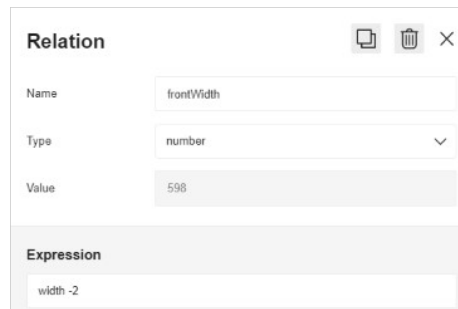 Relation
Name
frontWidth
Type
number
Value
598
Expression
width -2